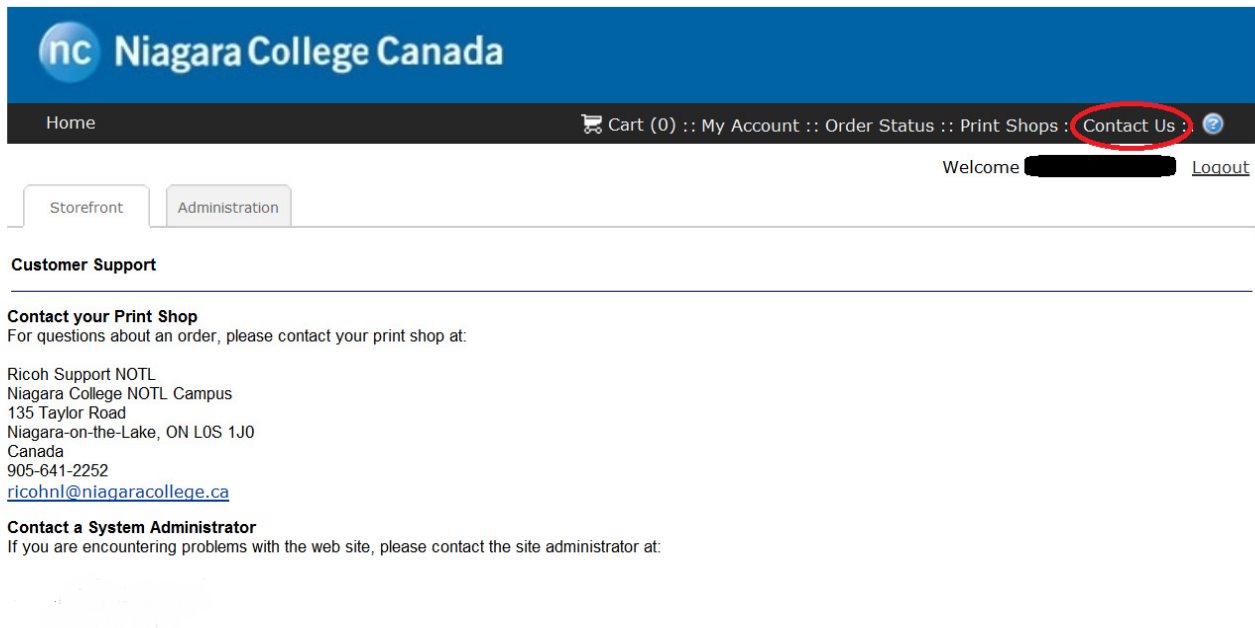 nc Niagara College Canada
Home Cart (0) :: My Account :: Order Status :: Print Shops : Contact Us :: ?
Welcome Logout
Storefront Administration
Customer Support
Contact your Print Shop
For questions about an order, please contact your print shop at:
Ricoh Support NOTL
Niagara College NOTL Campus
135 Taylor Road
Niagara-on-the-Lake, ON L0S 1J0
Canada
905-641-2252
ricohnl@niagaracollege.ca
Contact a System Administrator
If you are encountering problems with the web site, please contact the site administrator at: